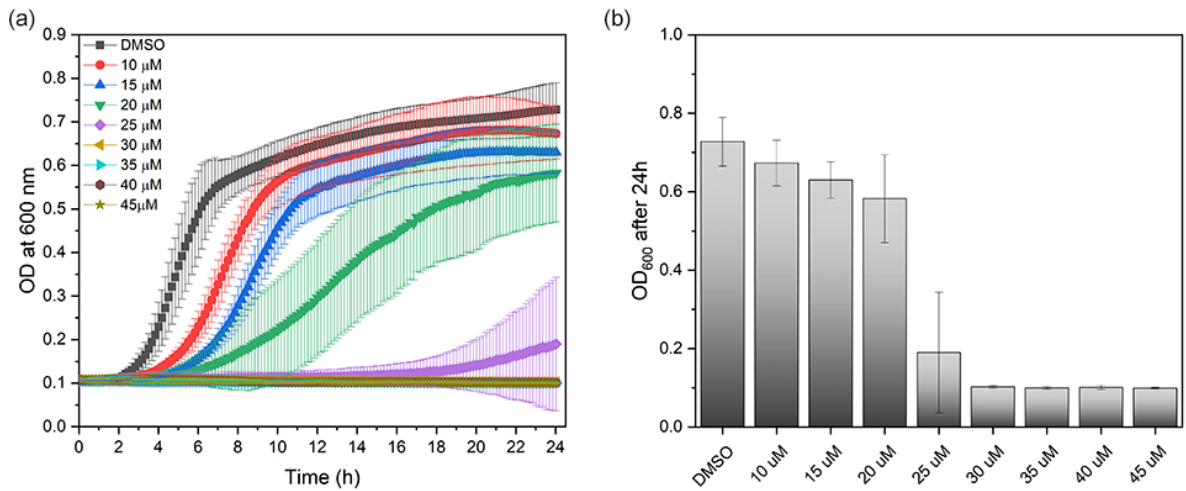 (a)
OD at 600 nm
0.9
0.8
0.7
0.6
0.5
0.4
0.3
0.2
0.1
0.0
DMSO
10 μM
15 μM
20 μM
25 μM
30 μM
35 μM
40 μM
45μM
0 2 4 6 8 10 12 14 16 18 20 22 24
Time (h)
(b)
OD600 after 24h
1.0
0.8
0.6
0.4
0.2
0.0
DMSO
10 uM
15 uM
20 uM
25 uM
30 uM
35 uM
40 uM
45 uM